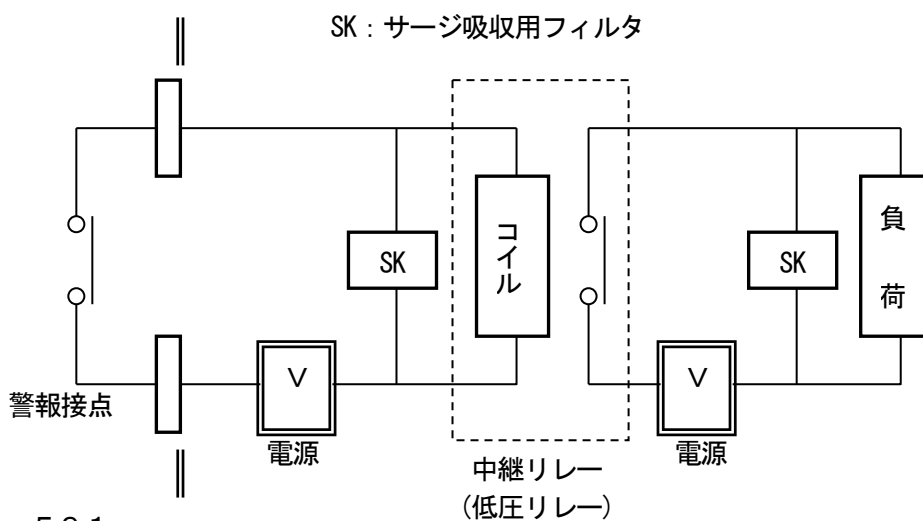 SK：サージ吸収用フィルタ
SK
コイル
SK
負荷
V
V
警報接点
電源
電源
中継リレー
（低圧リレー）